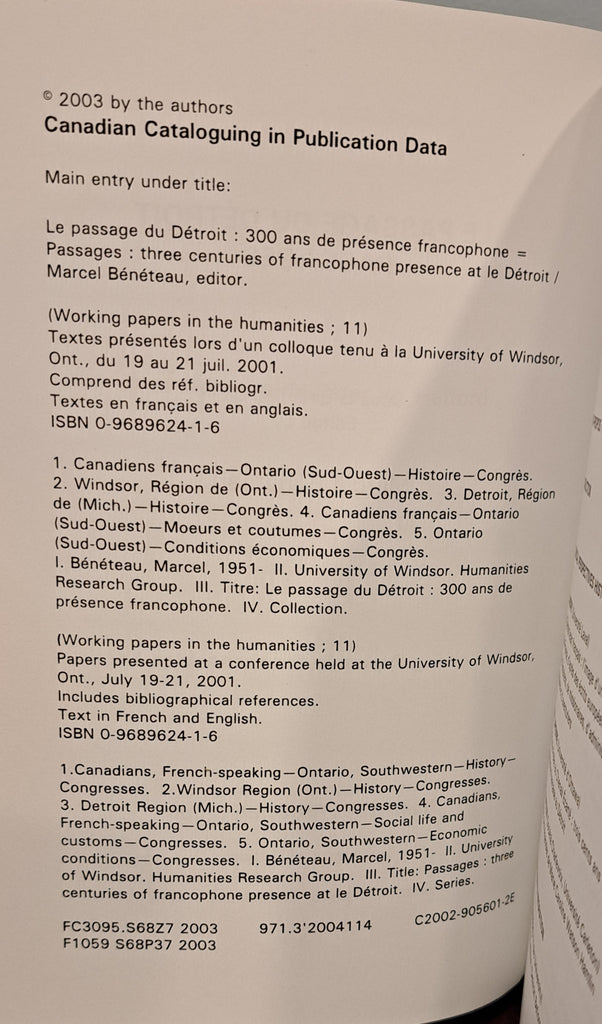 © 2003 by the authors
Canadian Cataloguing in Publication Data
Main entry under title:
Le passage du Détroit : 300 ans de présence francophone =
Passages : three centuries of francophone presence at le Détroit /
Marcel Bénéteau, editor.
(Working papers in the humanities ; 11)
Textes présentés lors d'un colloque tenu à la University of Windsor,
Ont., du 19 au 21 juil. 2001.
Comprend des réf. bibliogr.
Textes en français et en anglais.
ISBN 0-9689624-1-6
1. Canadiens français—Ontario (Sud-Ouest)—Histoire—Congrès.
2. Windsor, Région de (Ont.)—Histoire—Congrès. 3. Detroit, Région
de (Mich.)—Histoire—Congrès. 4. Canadiens français—Ontario
(Sud-Ouest)—Moeurs et coutumes—Congrès. 5. Ontario
(Sud-Ouest)—Conditions économiques—Congrès.
I. Bénéteau, Marcel, 1951- II. University of Windsor. Humanities
Research Group. III. Titre: Le passage du Détroit : 300 ans de
présence francophone. IV. Collection.
(Working papers in the humanities ; 11)
Papers presented at a conference held at the University of Windsor,
Ont., July 19-21, 2001.
Includes bibliographical references.
Text in French and English.
ISBN 0-9689624-1-6
1.Canadians, French-speaking—Ontario, Southwestern—History—
Congresses. 2.Windsor Region (Ont.)—History—Congresses.
3. Detroit Region (Mich.)—History—Congresses. 4. Canadians,
French-speaking—Ontario, Southwestern—Social life and
customs—Congresses. 5. Ontario, Southwestern—Economic
conditions—Congresses. I. Bénéteau, Marcel, 1951- II. University
of Windsor. Humanities Research Group. III. Title: Passages : three
centuries of francophone presence at le Détroit. IV. Series.
FC3095.S68Z7 2003 971.3'2004114 C2002-905601-2E
F1059 S68P37 2003